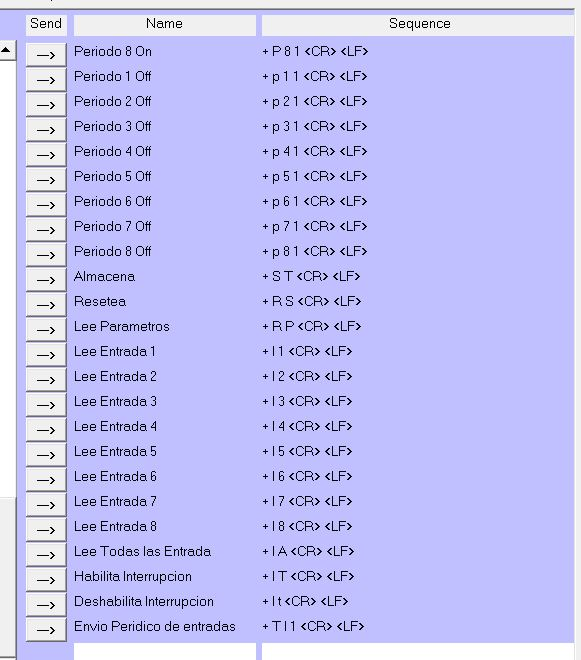 Send Name Sequence
--> Periodo 8 On + P 8 1 <CR> <LF>
--> Periodo 1 Off + p 1 1 <CR> <LF>
--> Periodo 2 Off + p 2 1 <CR> <LF>
--> Periodo 3 Off + p 3 1 <CR> <LF>
--> Periodo 4 Off + p 4 1 <CR> <LF>
--> Periodo 5 Off + p 5 1 <CR> <LF>
--> Periodo 6 Off + p 6 1 <CR> <LF>
--> Periodo 7 Off + p 7 1 <CR> <LF>
--> Periodo 8 Off + p 8 1 <CR> <LF>
--> Almacena + S T <CR> <LF>
--> Resetea + R S <CR> <LF>
--> Lee Parametros + R P <CR> <LF>
--> Lee Entrada 1 + I 1 <CR> <LF>
--> Lee Entrada 2 + I 2 <CR> <LF>
--> Lee Entrada 3 + I 3 <CR> <LF>
--> Lee Entrada 4 + I 4 <CR> <LF>
--> Lee Entrada 5 + I 5 <CR> <LF>
--> Lee Entrada 6 + I 6 <CR> <LF>
--> Lee Entrada 7 + I 7 <CR> <LF>
--> Lee Entrada 8 + I 8 <CR> <LF>
--> Lee Todas las Entrada + I A <CR> <LF>
--> Habilita Interrupcion + I T <CR> <LF>
--> Deshabilita Interrupcion + I t <CR> <LF>
--> Envio Peridico de entradas + T I 1 <CR> <LF>